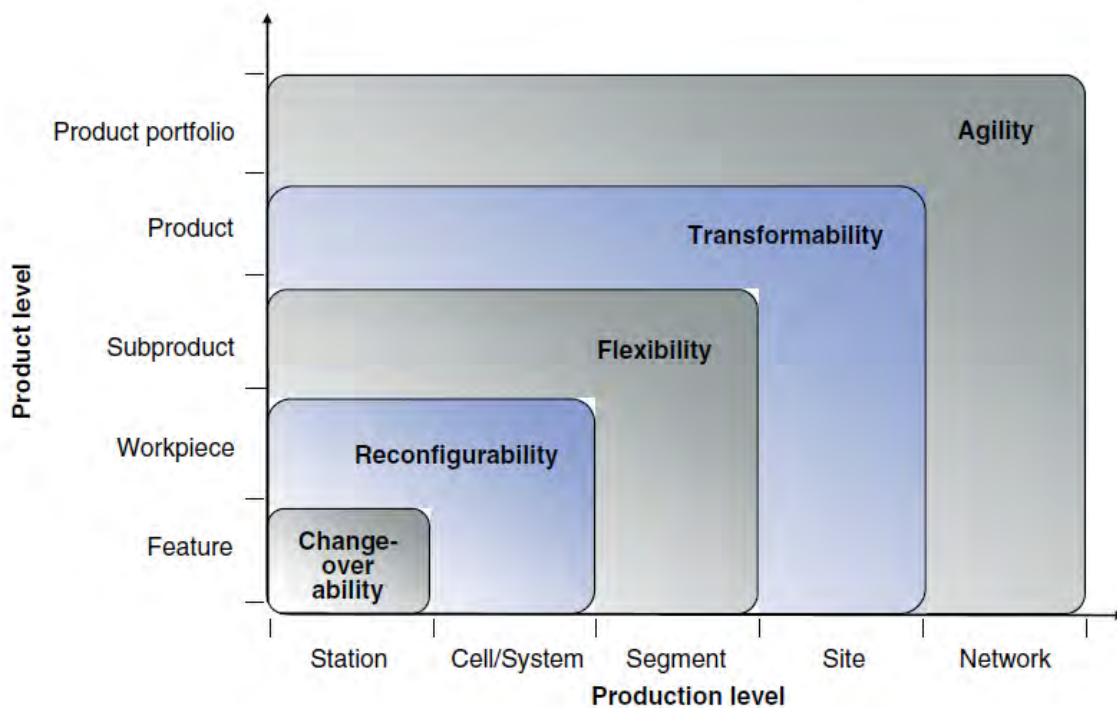 Product portfolio
Agility
Product
Transformability
Product level
Subproduct
Flexibility
Workpiece
Reconfigurability
Feature
Change-
over
ability
Station
Cell/System
Segment
Site
Network
Production level